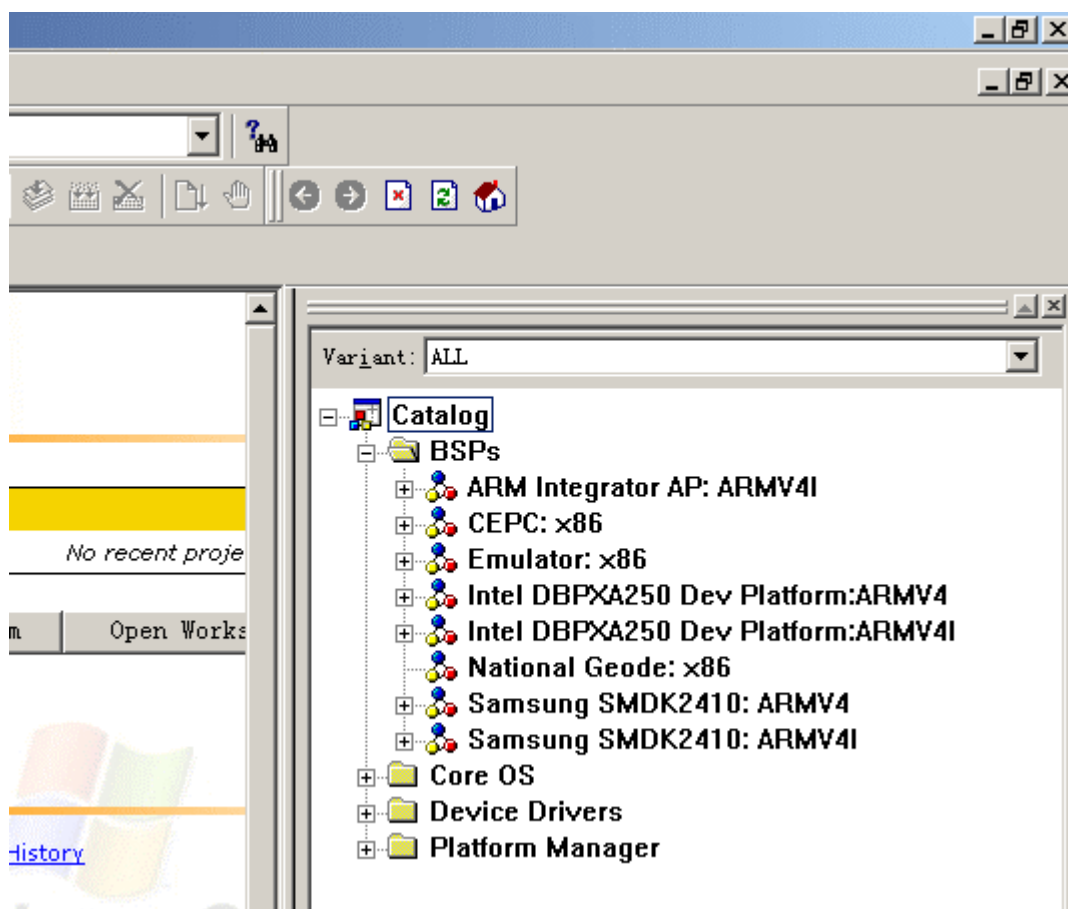 Variant: ALL
Catalog
BSPs
ARM Integrator AP: ARMV4I
CEPC: x86
Emulator: x86
Intel DBPXA250 Dev Platform:ARMV4
Intel DBPXA250 Dev Platform:ARMV4I
National Geode: x86
Samsung SMDK2410: ARMV4
Samsung SMDK2410: ARMV4I
Core OS
Device Drivers
Platform Manager
No recent proje
m Open Works
History